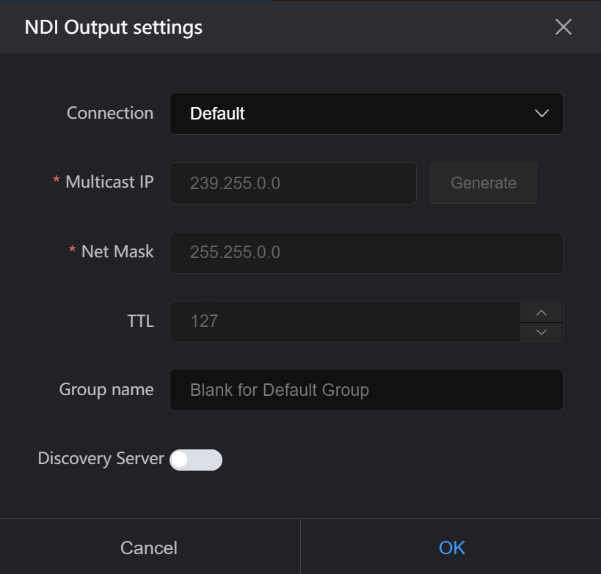 NDI Output settings
Connection Default
* Multicast IP 239.255.0.0 Generate
* Net Mask 255.255.0.0
TTL 127
Group name Blank for Default Group
Discovery Server
Cancel OK